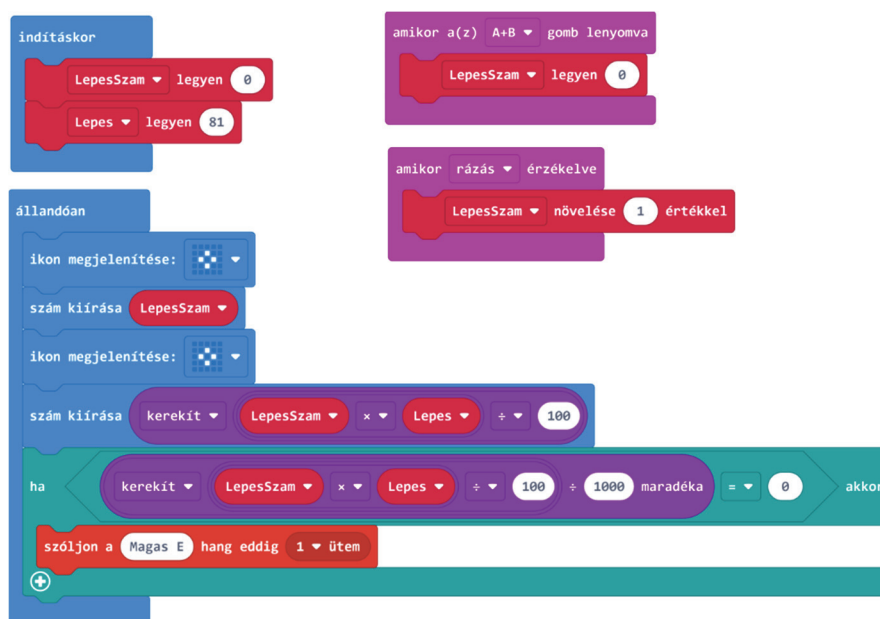 indításkor
LepesSzam legyen 0
Lepes legyen 81
amikor a(z) A+B gomb lenyomva
LepesSzam legyen 0
amikor rázás érzékelve
LepesSzam növelése 1 értékkel
állandóan
ikon megjelenítése:
szám kiírása LepesSzam
ikon megjelenítése:
szám kiírása kerekít LepesSzam × Lepes ÷ 100
ha kerekít LepesSzam × Lepes ÷ 100 ÷ 1000 maradéka = 0 akkor
szóljon a Magas E hang eddig 1 ütem